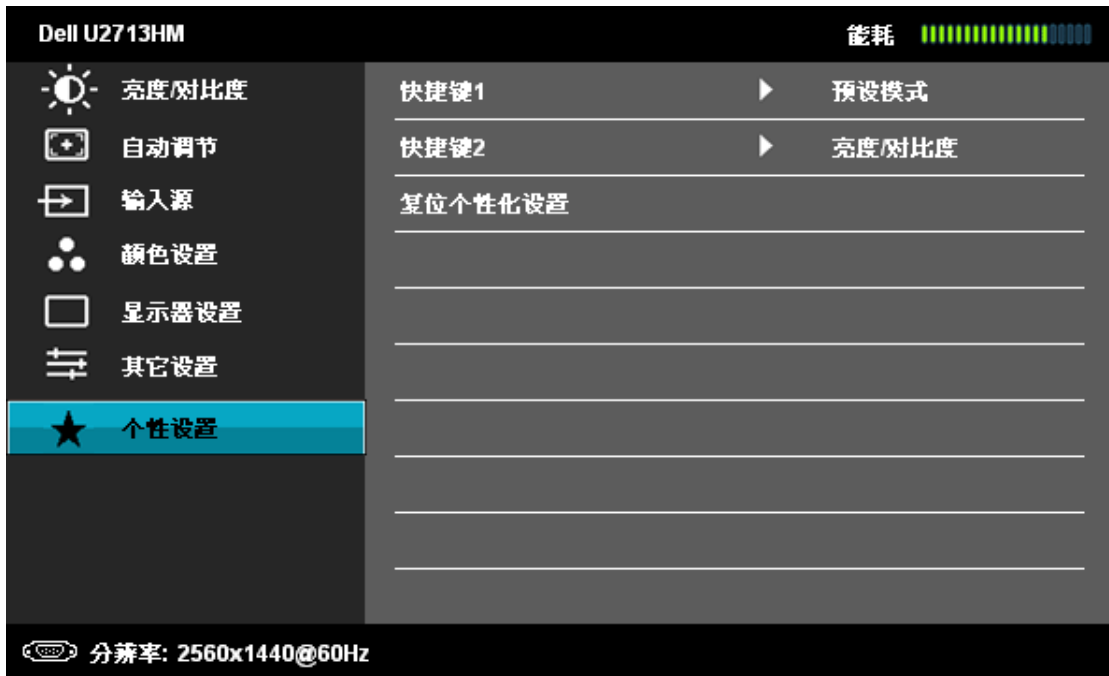 Dell U2713HM 能耗
亮度/对比度
自动调节
输入源
颜色设置
显示器设置
其它设置
个性设置
快捷键1 预设模式
快捷键2 亮度/对比度
复位个性化设置
分辨率: 2560x1440@60Hz